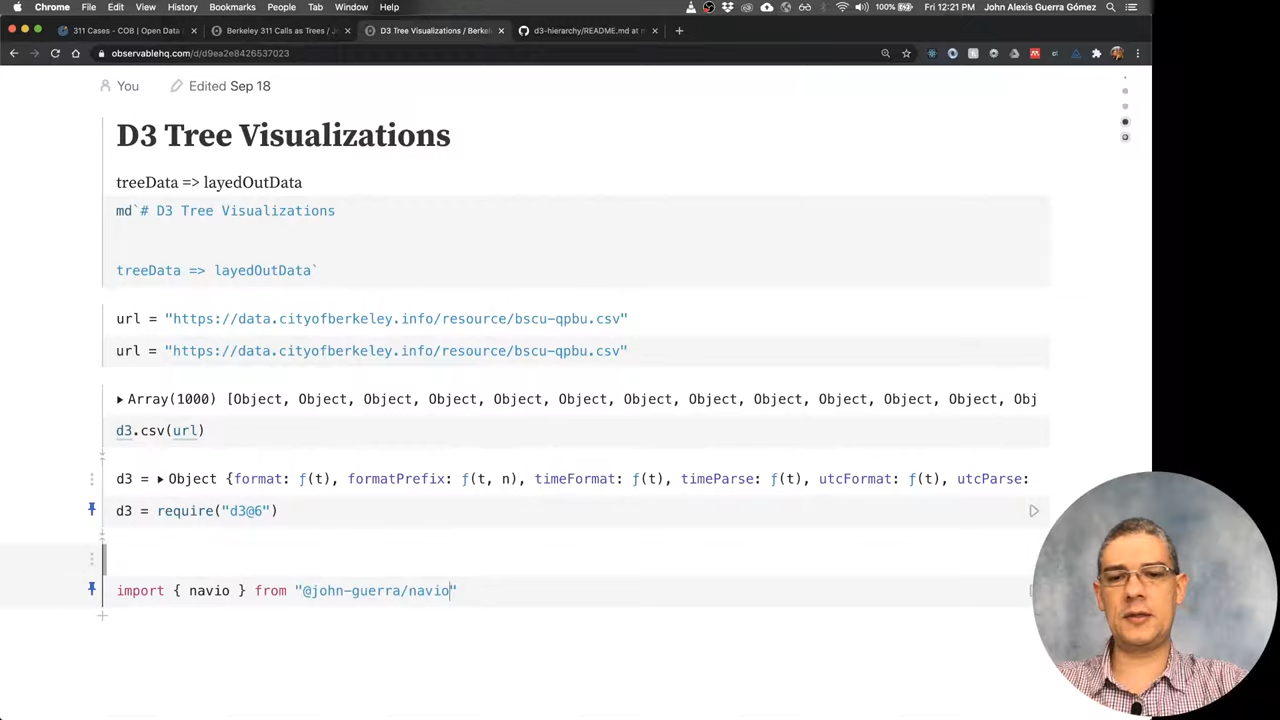 Chrome File Edit View History Bookmarks People Tab Window Help 100% Fri 12:21 PM John Alexis Guerra Gómez
311 Cases - COB | Open Data Berkeley 311 Calls as Trees / D3 Tree Visualizations / Berke d3-hierarchy/README.md at
observablehq.com/d/d9ea2e8426537023
You Edited Sep 18
D3 Tree Visualizations
treeData => layedOutData
md`# D3 Tree Visualizations
treeData => layedOutData`
url = "https://data.cityofberkeley.info/resource/bscu-qpbu.csv"
url = "https://data.cityofberkeley.info/resource/bscu-qpbu.csv"
Array(1000) [Object, Object, Object, Object, Object, Object, Object, Object, Object, Object, Object, Object, Obj
d3.csv(url)
d3 = Object {format: ƒ(t), formatPrefix: ƒ(t, n), timeFormat: ƒ(t), timeParse: ƒ(t), utcFormat: ƒ(t), utcParse:
d3 = require("d3@6")
import { navio } from "@john-guerra/navio"